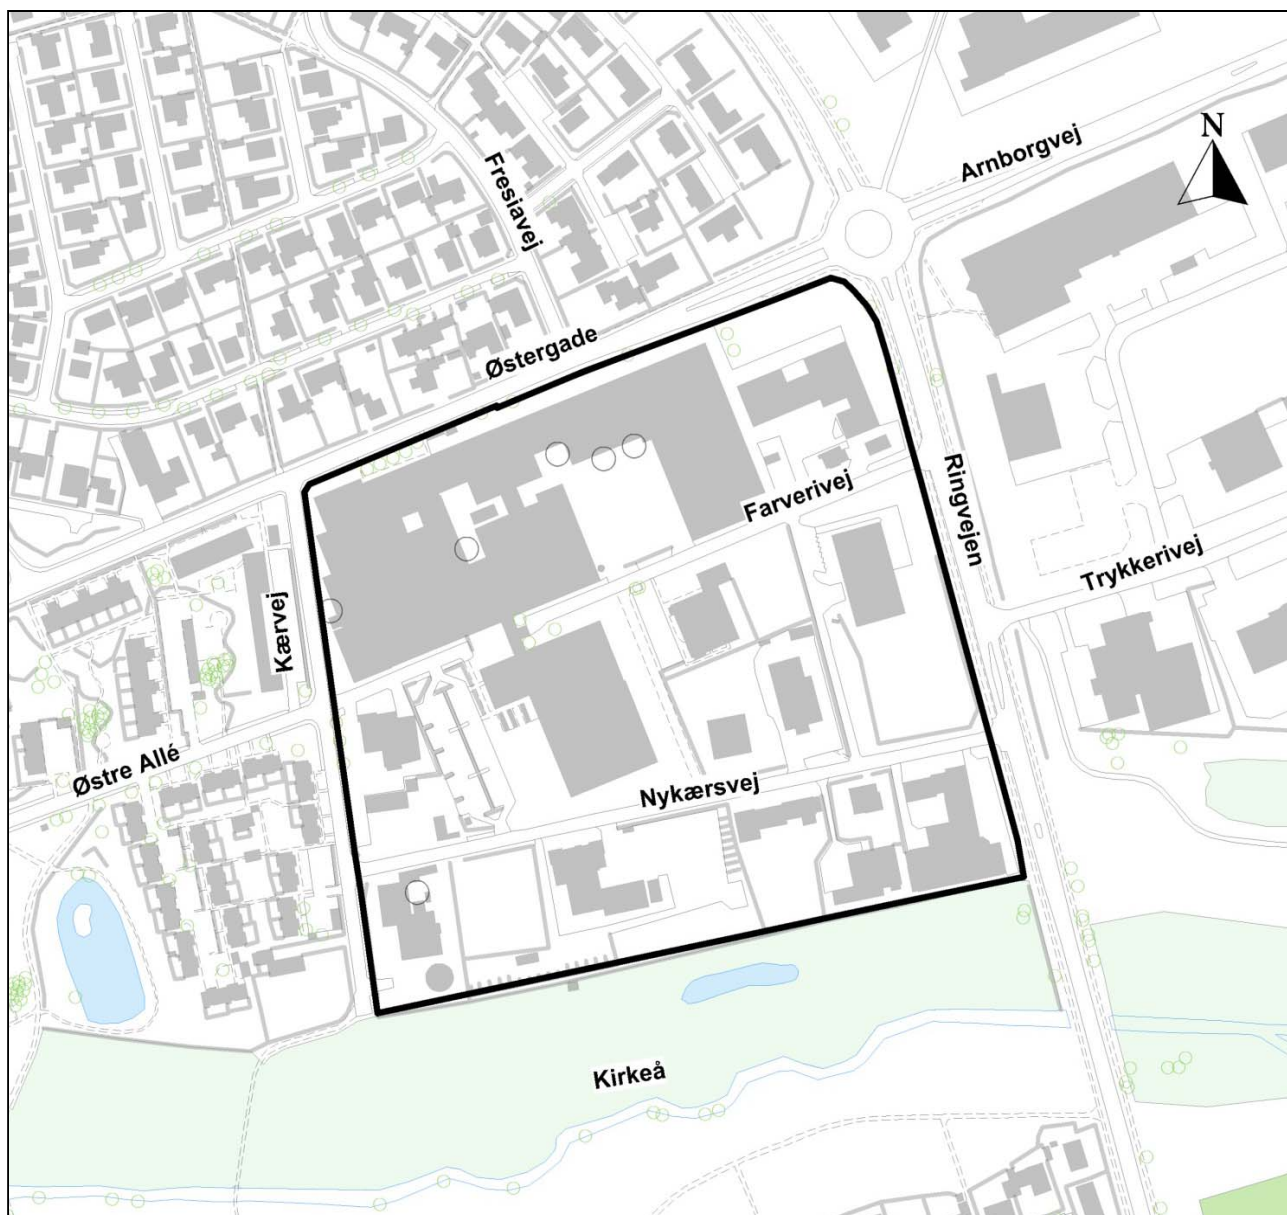 N
Arnborgvej
Fresiavej
Østergade
Ringvejen
Farverivej
Trykkerivej
Kærvej
Østre Allé
Nykærsvej
Kirkeå